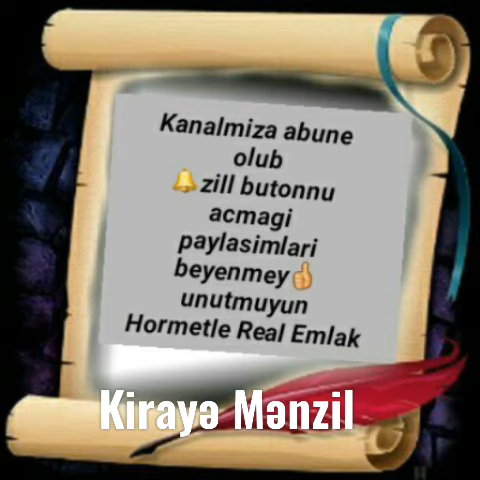 Kanalmiza abune
olub
🔔zill butonnu
acmagi
paylasimlari
beyenmey👍
unutmuyun
Hormetle Real Emlak
Kirayə Mənzil